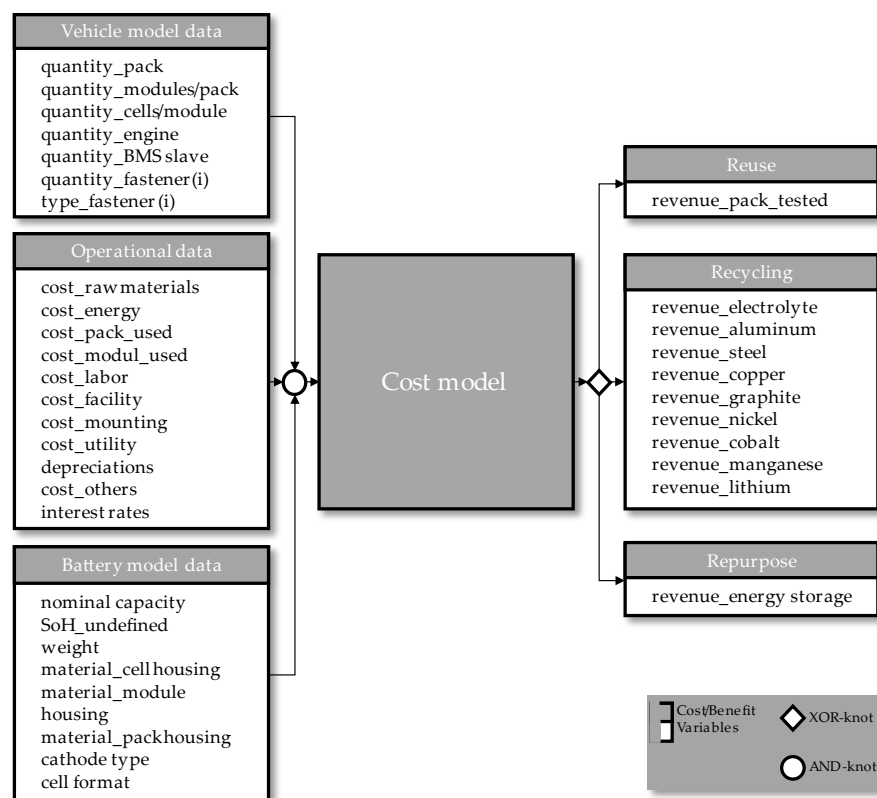 Vehicle model data
quantity_pack
quantity_modules/pack
quantity_cells/module
quantity_engine
quantity_BMS slave
quantity_fastener(i)
type_fastener (i)
Operational data
cost_raw materials
cost_energy
cost_pack_used
cost_modul_used
cost_labor
cost_facility
cost_mounting
cost_utility
depreciations
cost_others
interest rates
Battery model data
nominal capacity
SoH_undefined
weight
material_cell housing
material_module
housing
material_pack housing
cathode type
cell format
Cost model
Reuse
revenue_pack_tested
Recycling
revenue_electrolyte
revenue_aluminum
revenue_steel
revenue_copper
revenue_graphite
revenue_nickel
revenue_cobalt
revenue_manganese
revenue_lithium
Repurpose
revenue_energy storage
Cost/Benefit
Variables
XOR-knot
AND-knot